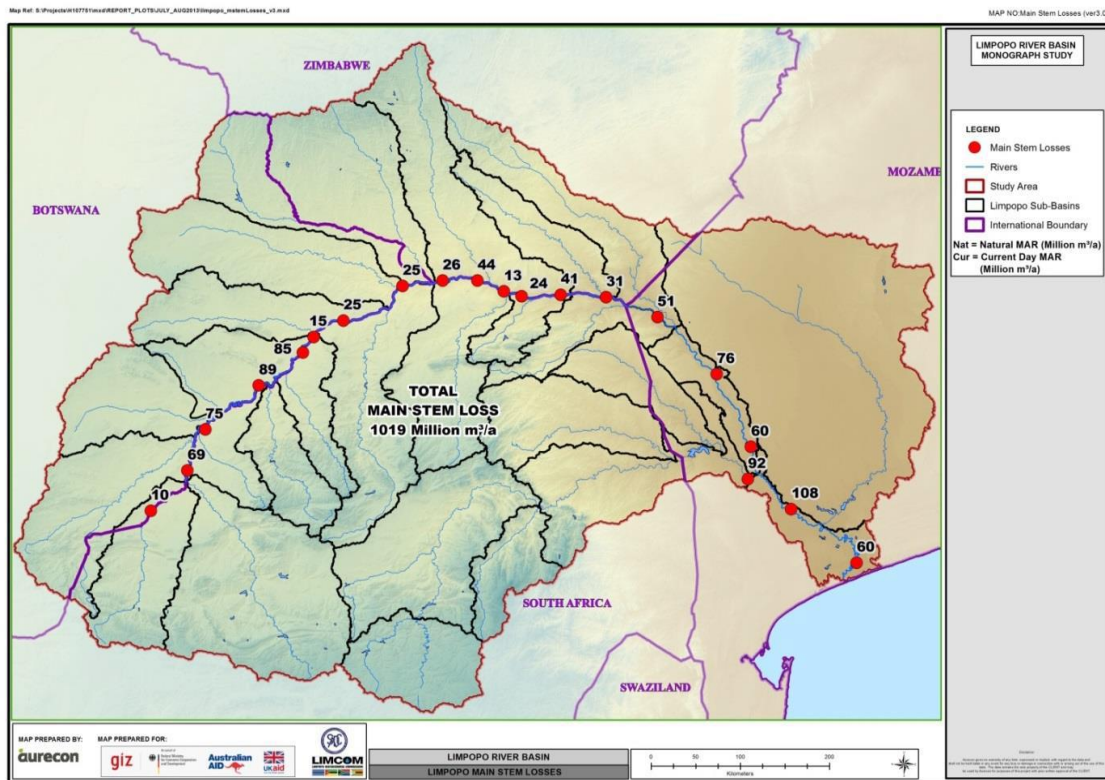 Map Ref: S:\Projects\H107751\mxd\REPORT_PLOTS\JULY_AUG2013\limpopo_mstemLosses_v3.mxd
MAP NO:Main Stem Losses (ver3.0
LIMPOPO RIVER BASIN
MONOGRAPH STUDY
LEGEND
Main Stem Losses
Rivers
Study Area
Limpopo Sub-Basins
International Boundary
Nat = Natural MAR (Million m³/a)
Cur = Current Day MAR
(Million m³/a)
ZIMBABWE
MOZAMB
BOTSWANA
25
26
44
13
24
41
31
51
25
15
85
89
76
75
60
69
92
10
108
60
TOTAL
MAIN STEM LOSS
1019 Million m³/a
SOUTH AFRICA
SWAZILAND
MAP PREPARED BY:
aurecon
MAP PREPARED FOR:
giz
Australian
AID
UKaid
LIMCOM
LIMPOPO RIVER BASIN
LIMPOPO MAIN STEM LOSSES
0 50 100 200
Kilometers